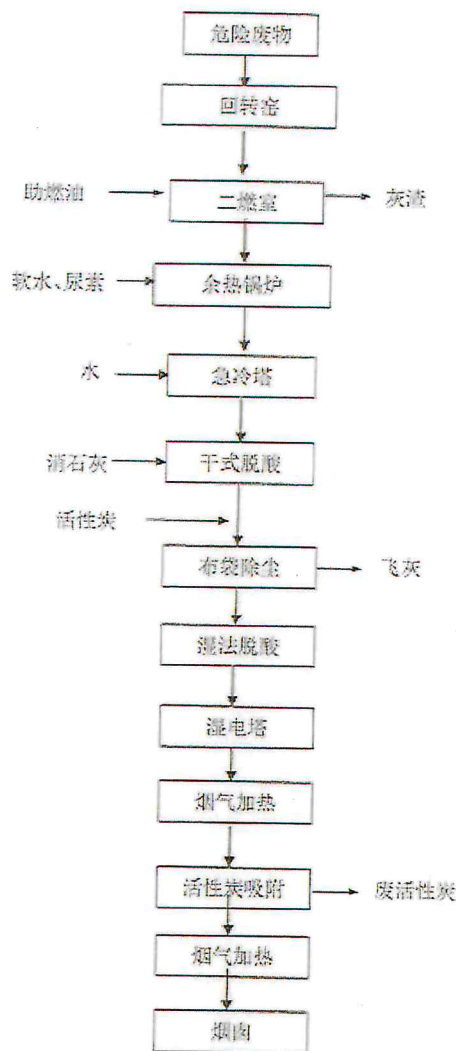 危险废物
回转窑
助燃油
二燃室
灰渣
软水、尿素
余热锅炉
水
急冷塔
消石灰
干式脱酸
活性炭
布袋除尘
飞灰
湿法脱酸
湿电塔
烟气加热
活性炭吸附
废活性炭
烟气加热
烟囱